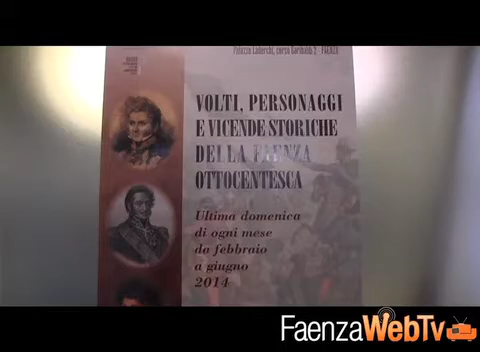 Palazzo Laderchi, corso Garibaldi 2 - FAENZA
VOLTI, PERSONAGGI
E VICENDE STORICHE
DELLA FAENZA
OTTOCENTESCA
Ultima domenica
di ogni mese
da febbraio
a giugno
2014
FaenzaWebTv